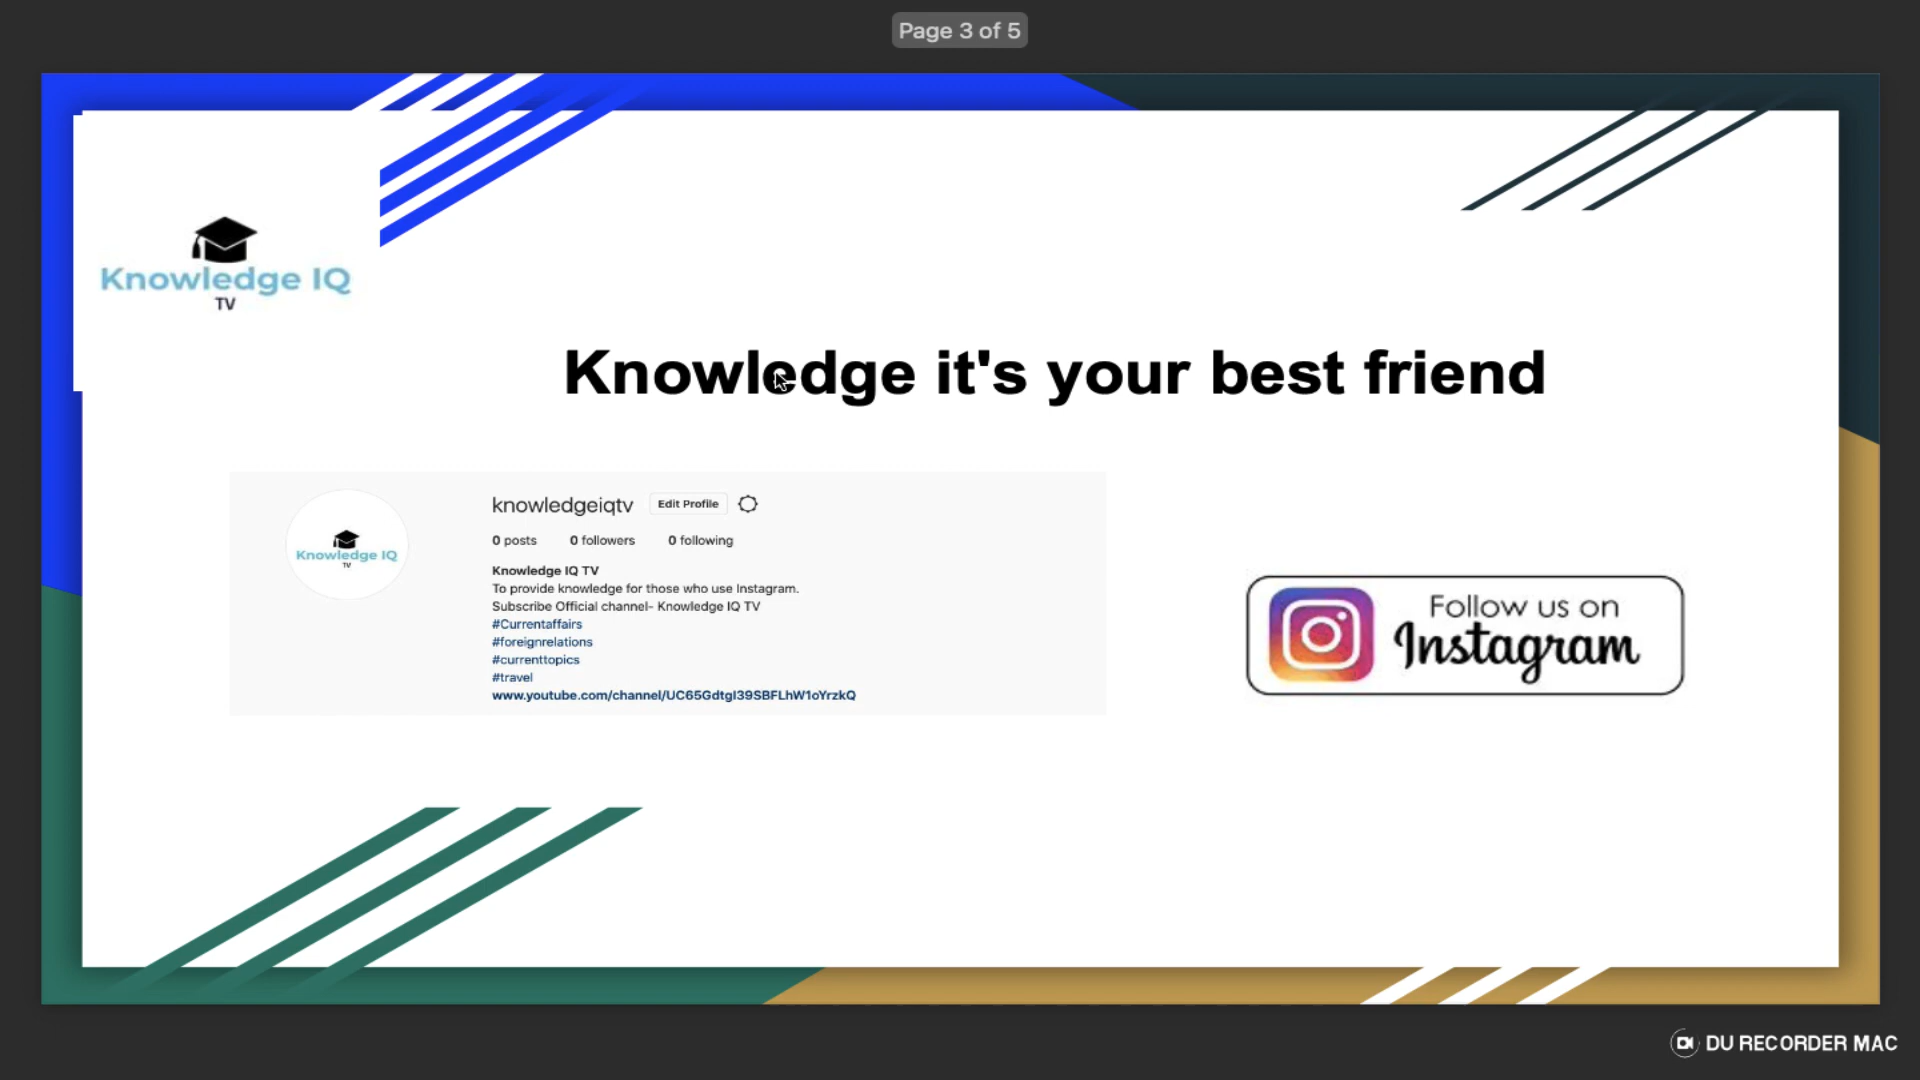 Page 3 of 5
Knowledge IQ
TV
Knowledge it's your best friend
knowledgeiqtv Edit Profile
0 posts 0 followers 0 following
Knowledge IQ
TV
Knowledge IQ TV
To provide knowledge for those who use Instagram.
Subscribe Official channel- Knowledge IQ TV
#Currentaffairs
#foreignrelations
#currenttopics
#travel
www.youtube.com/channel/UC65GdtgI39SBFLhW1oYrzkQ
Follow us on
Instagram
DU RECORDER MAC